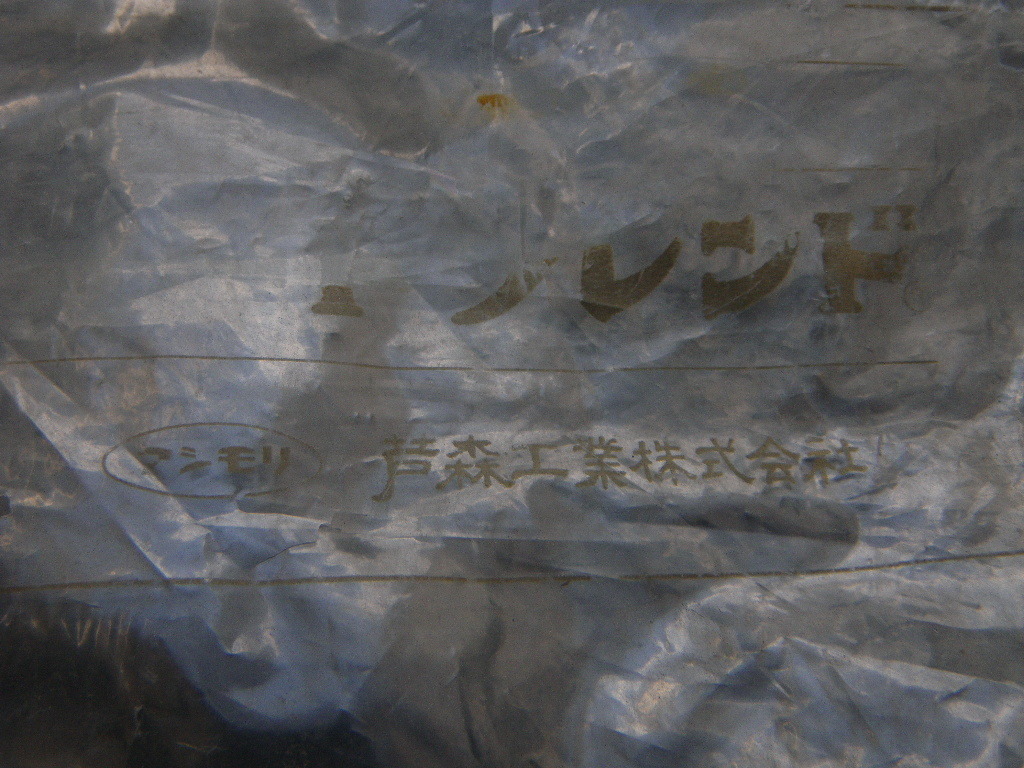 レンド
アシモリ 芦森工業株式会社